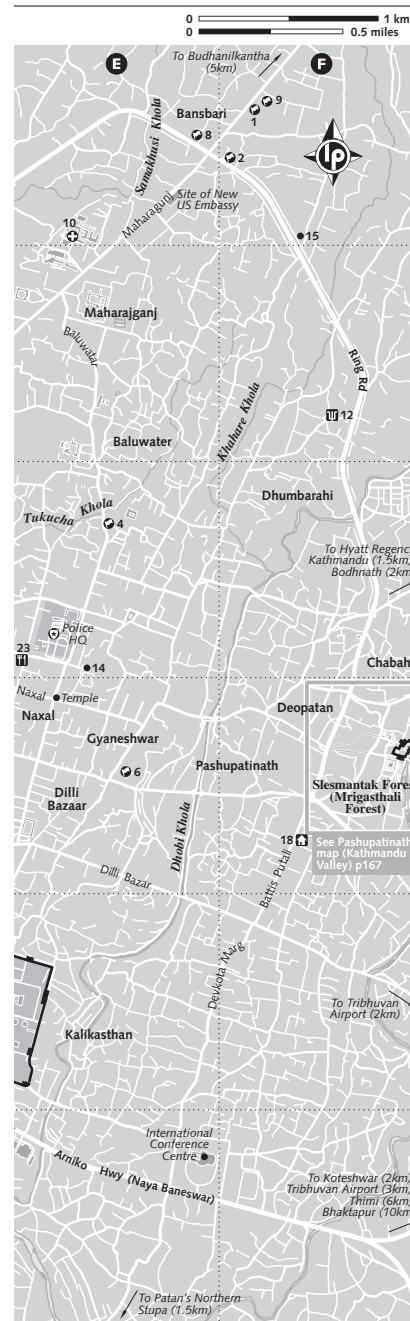 0 1 km
0 0.5 miles
E
F
To Budhanilkantha
(5km)
Bansbari
9
1
8
2
lp
Samakhusi Khola
Site of New
US Embassy
Maharagunj
10
15
Maharajganj
Baluwatar
Ring Rd
12
Khahare Khola
Baluwater
Dhumbarahi
Tukucha Khola
4
To Hyatt Regenc
Kathmandu (1.5km)
Bodhnath (2km
Police
HQ
23
14
Chabah
Naxal
Temple
Naxal
Deopatan
Gyaneshwar
Pashupatinath
6
Dilli
Bazaar
Slesmantak Fores
(Mrigasthali
Forest)
Dhobi Khola
18
See Pashupatinath
map (Kathmandu
Valley) p167
Battis Putali
Dilli Bazar
Devkota Marg
To Tribhuvan
Airport (2km)
Kalikasthan
International
Conference
Centre
Arniko Hwy (Naya Baneswar)
To Koteshwar (2km)
Tribhuvan Airport (3km)
Thimi (6km)
Bhaktapur (10km
To Patan's Northern
Stupa (1.5km)